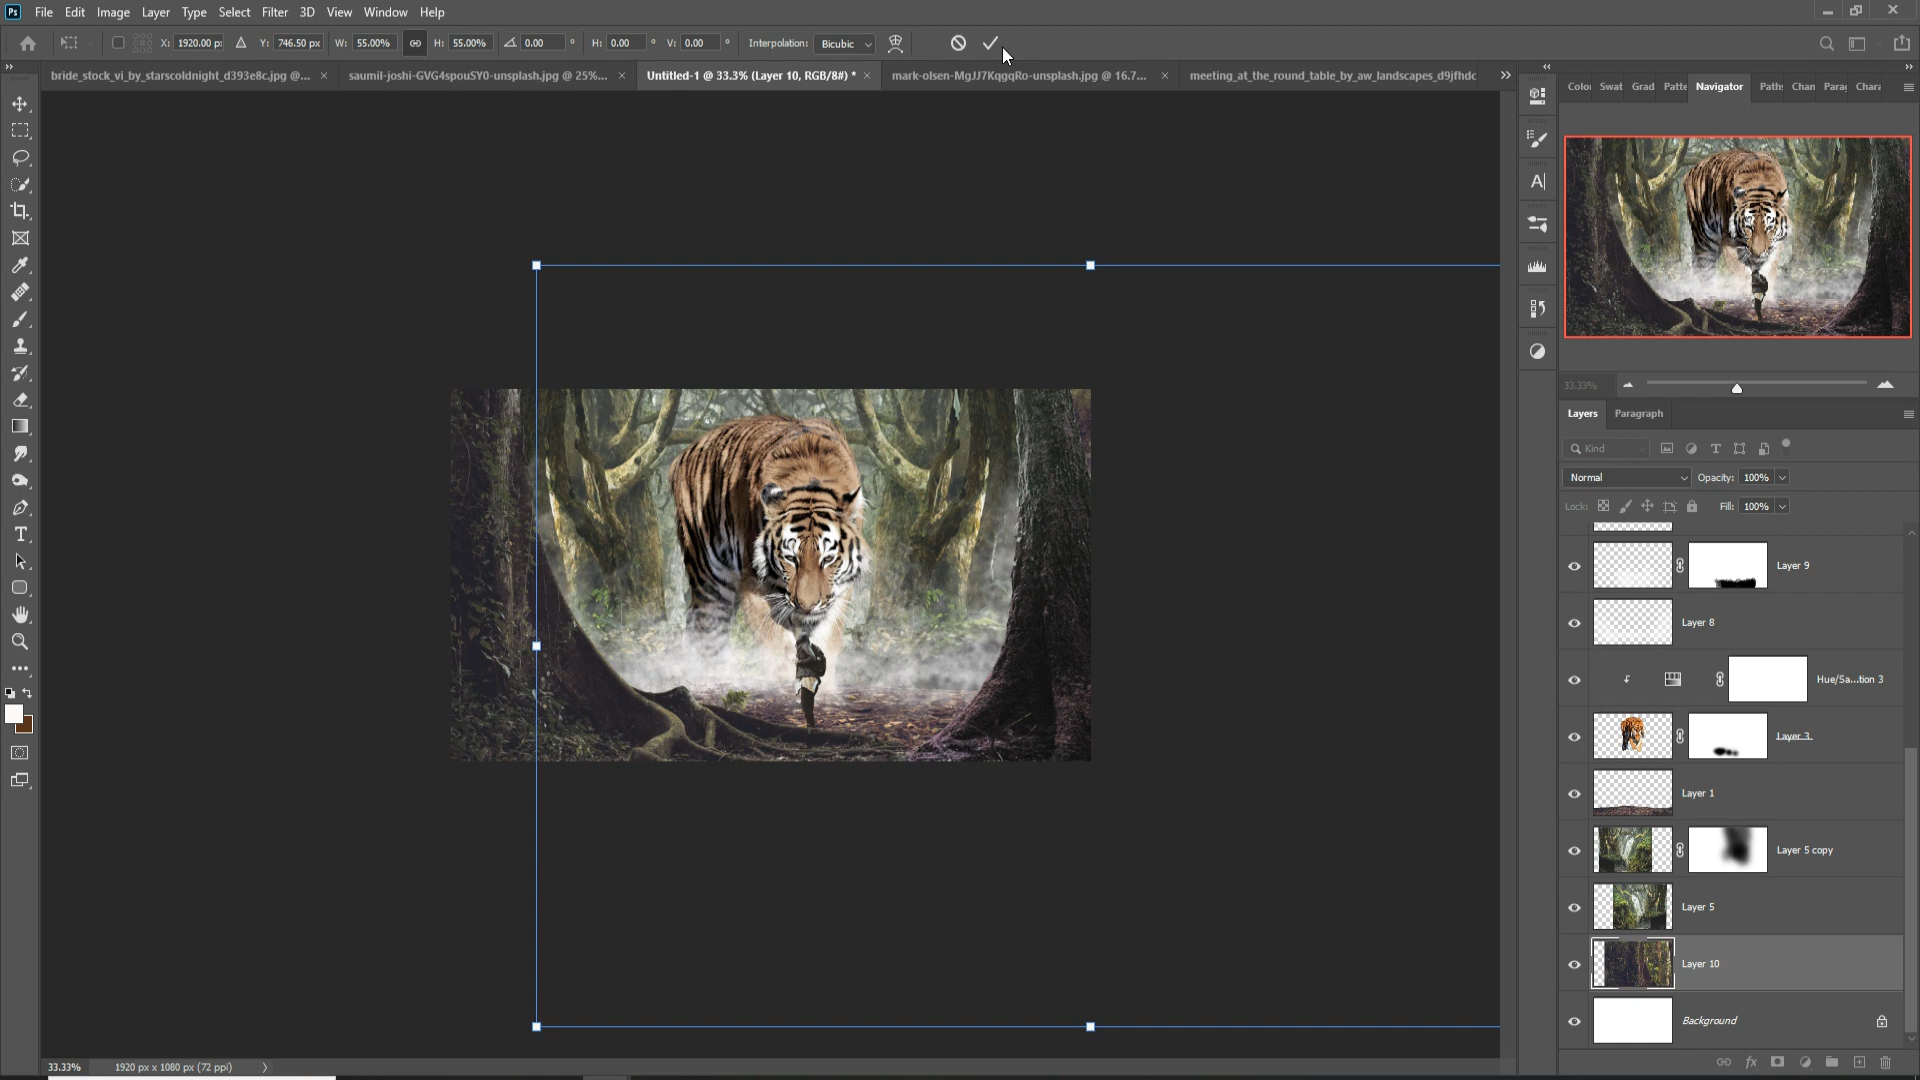 Ps File Edit Image Layer Type Select Filter 3D View Window Help
X: 1920.00 p: Y: 746.50 px W: 55.00% H: 55.00% 0.00 ° H: 0.00 ° V: 0.00 ° Interpolation: Bicubic
bride_stock_vi_by_starscoldnight_d393e8c.jpg @... × saumil-joshi-GVG4spouSY0-unsplash.jpg @ 25%... × Untitled-1 @ 33.3% (Layer 10, RGB/8#) * × mark-olsen-MgJJ7KqgqRo-unsplash.jpg @ 16.7... × meeting_at_the_round_table_by_aw_landscapes_d9jfhdc
Color Swat Grad Patte Navigator Paths Chan Para Chara
33.33%
Layers Paragraph
Kind
Normal Opacity: 100%
Lock: Fill: 100%
Layer 9
Layer 8
Hue/Sa...tion 3
Layer 3
Layer 1
Layer 5 copy
Layer 5
Layer 10
Background
33.33% 1920 px x 1080 px (72 ppi)